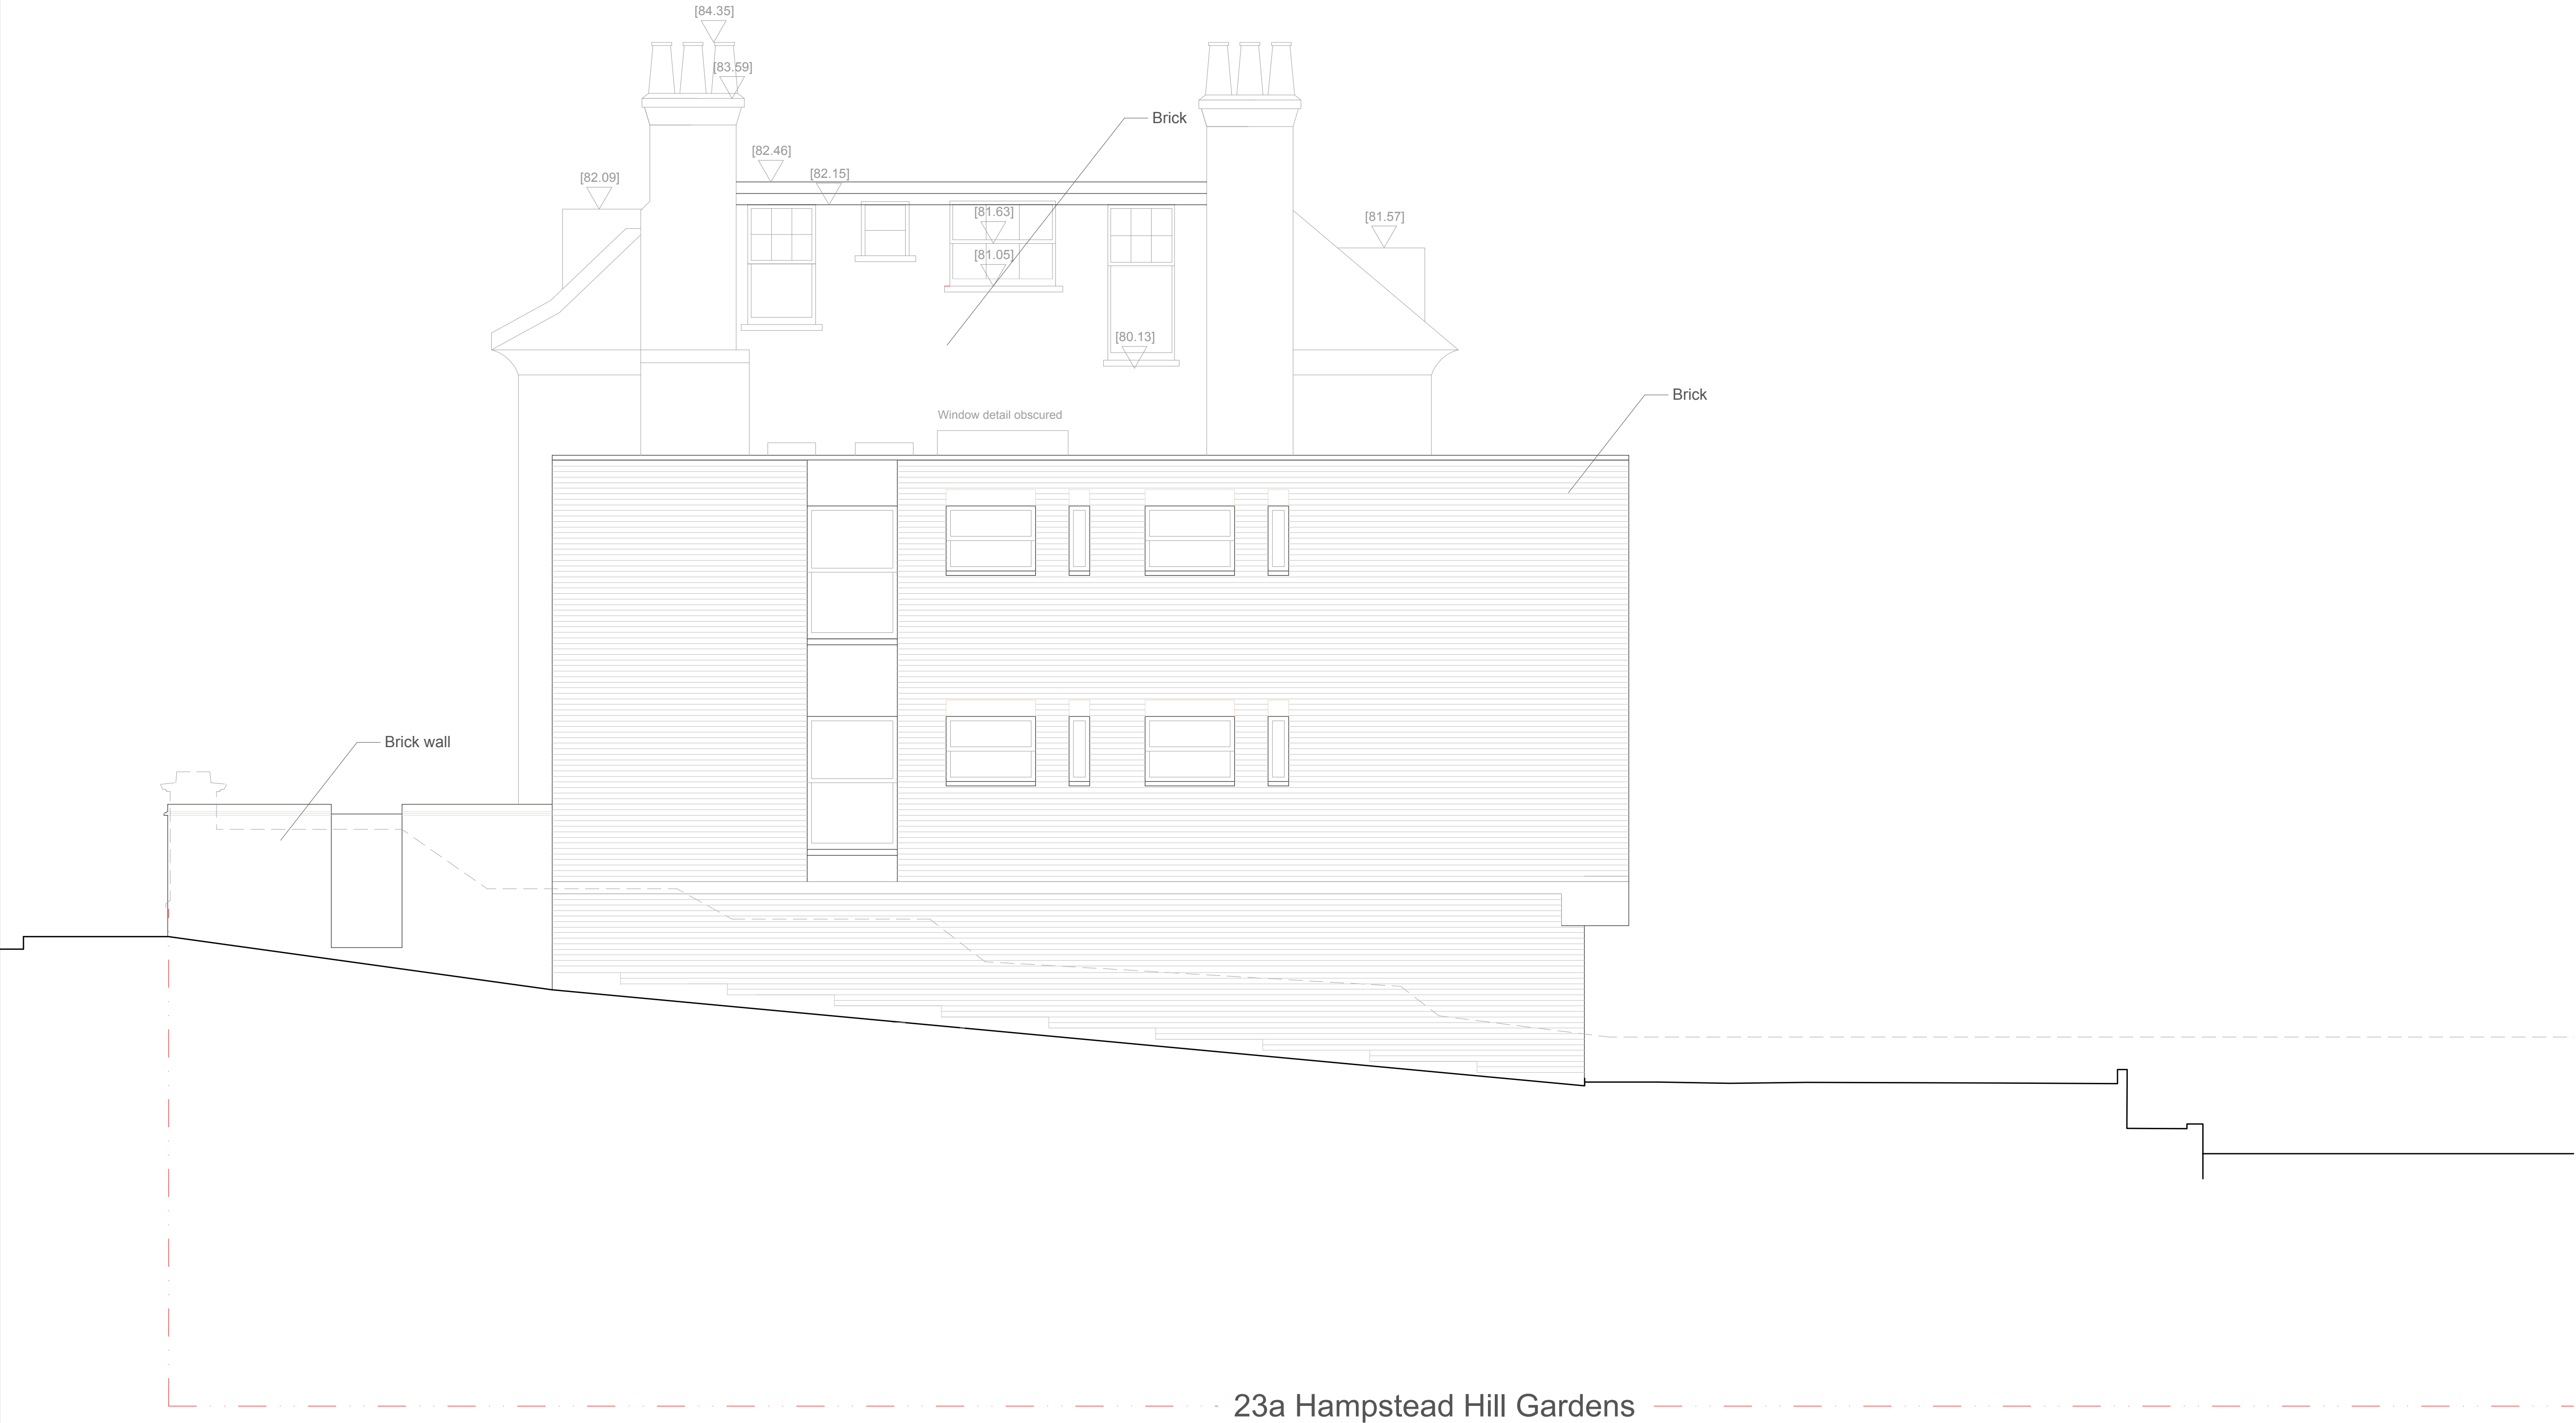 [84.35]
[83.59]
Brick
[82.46]
[82.15]
[82.09]
[81.63]
[81.57]
[81.05]
[80.13]
Brick
Window detail obscured
Brick wall
23a Hampstead Hill Gardens